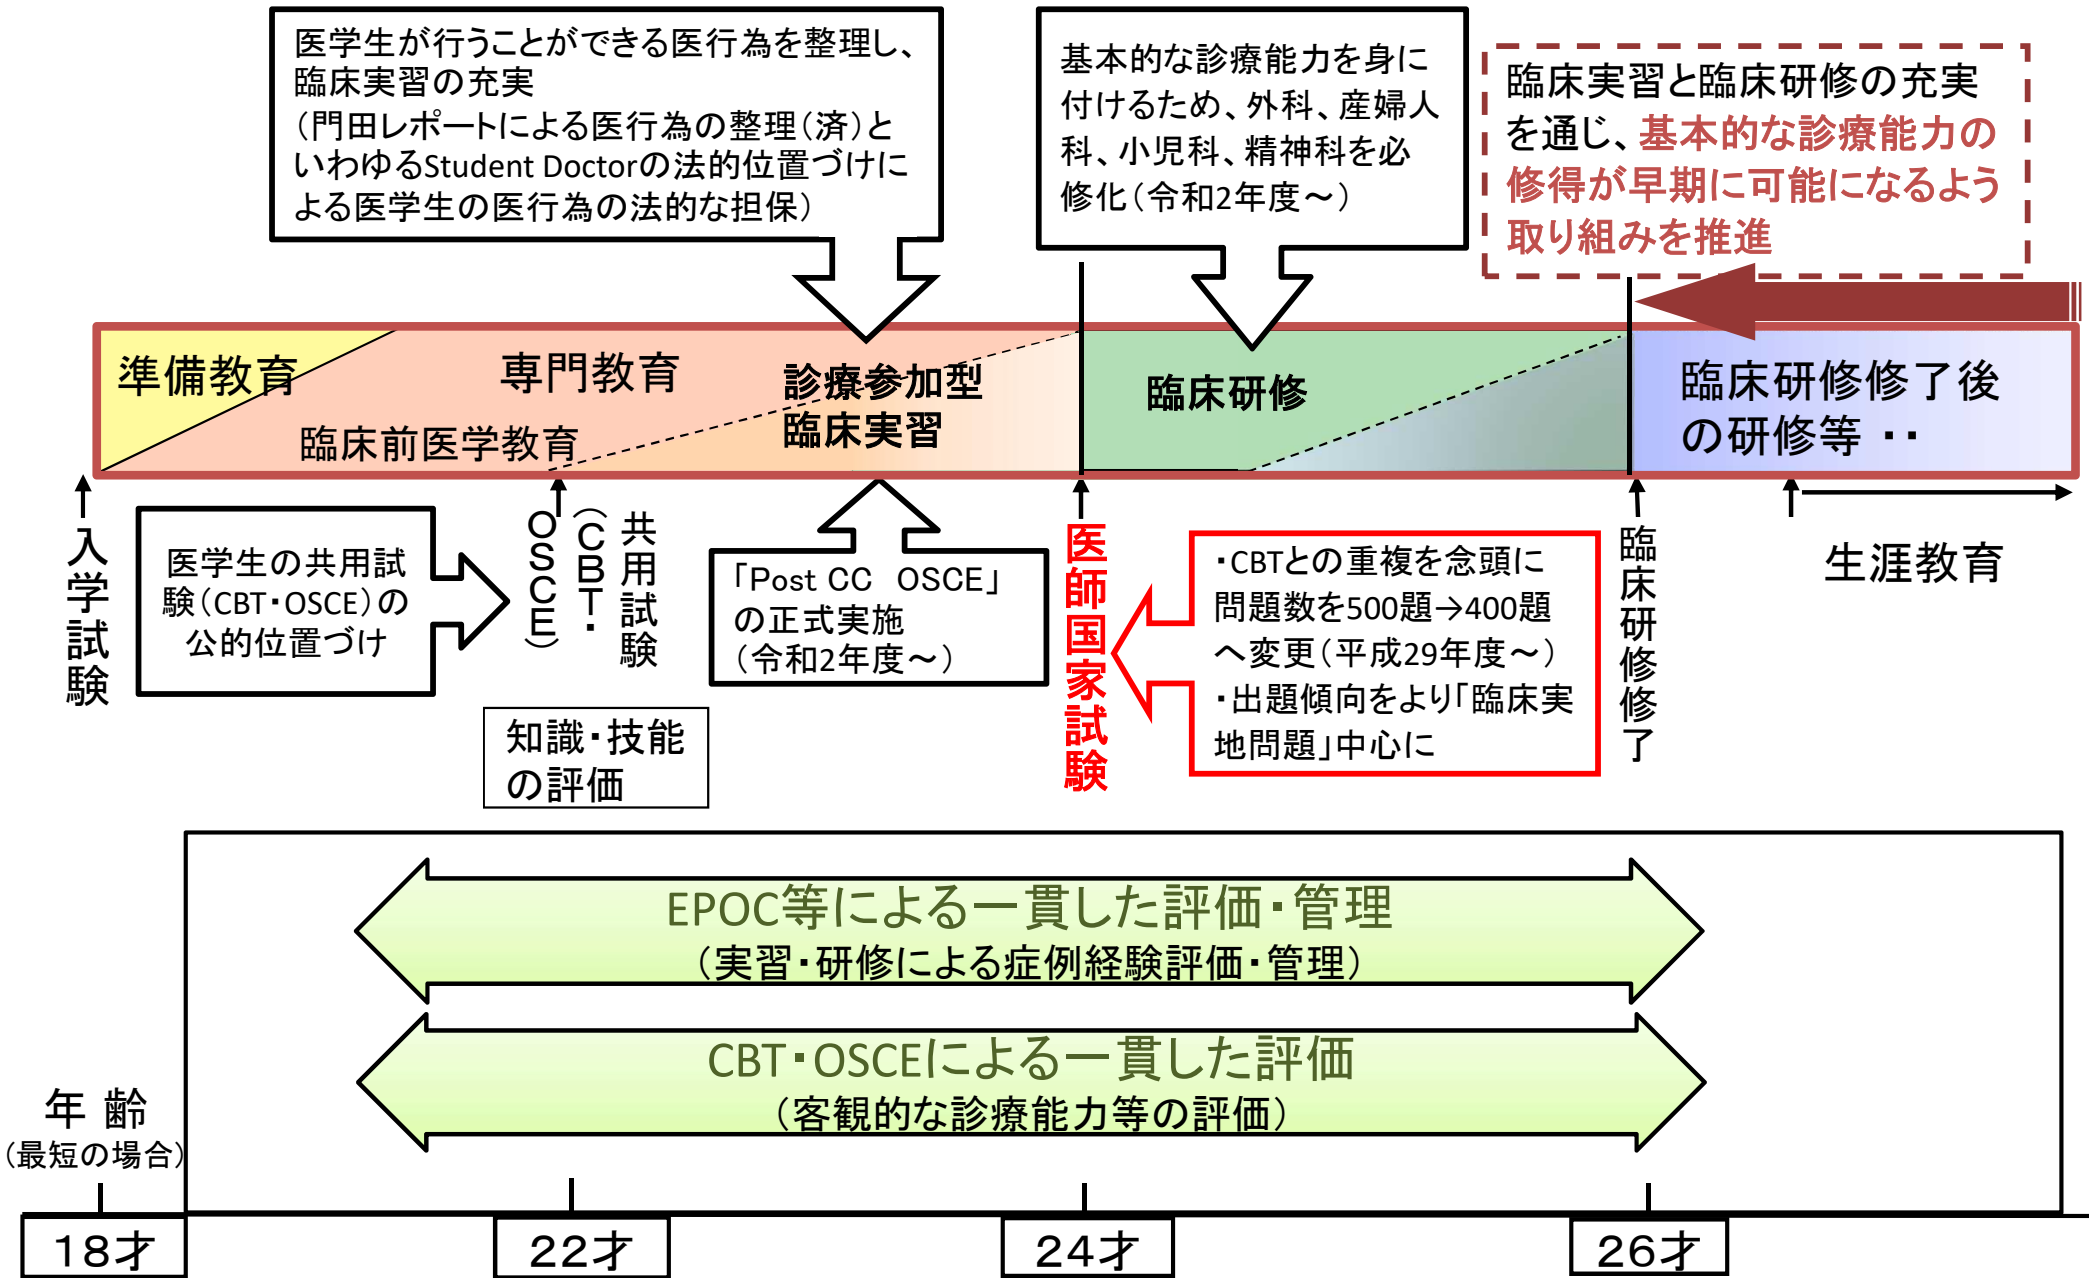 医学生が行うことができる医行為を整理し、
臨床実習の充実
（門田レポートによる医行為の整理（済）と
いわゆるStudent Doctorの法的位置づけに
よる医学生の医行為の法的な担保）
基本的な診療能力を身に
付けるため、外科、産婦人
科、小児科、精神科を必
修化（令和2年度～）
臨床実習と臨床研修の充実
を通じ、基本的な診療能力の
修得が早期に可能になるよう
取り組みを推進
準備教育
専門教育
臨床前医学教育
診療参加型
臨床実習
臨床研修
臨床研修修了後
の研修等 ・・
入学試験
医学生の共用試
験（CBT・OSCE）の
公的位置づけ
共用試験
（CBT・
OSCE）
「Post CC　OSCE」
の正式実施
（令和2年度～）
医師国家試験
・CBTとの重複を念頭に
問題数を500題→400題
へ変更（平成29年度～）
・出題傾向をより「臨床実
地問題」中心に
臨床研修修了
生涯教育
知識・技能
の評価
EPOC等による一貫した評価・管理
（実習・研修による症例経験評価・管理）
CBT・OSCEによる一貫した評価
（客観的な診療能力等の評価）
年 齢
（最短の場合）
18才
22才
24才
26才